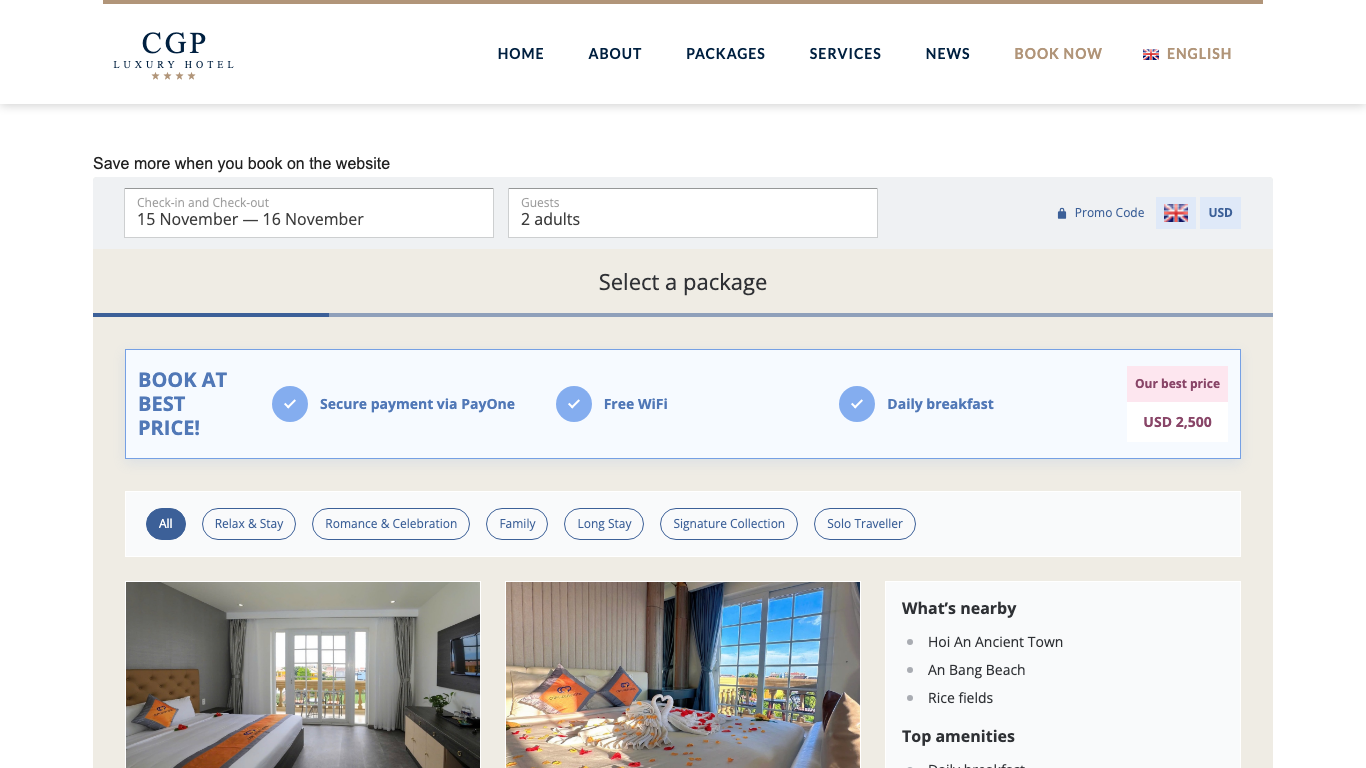 CGP
LUXURY HOTEL
HOME
ABOUT
PACKAGES
SERVICES
NEWS
BOOK NOW
ENGLISH
Save more when you book on the website
Check-in and Check-out
15 November — 16 November
Guests
2 adults
Promo Code
USD
Select a package
BOOK AT
BEST
PRICE!
Secure payment via PayOne
Free WiFi
Daily breakfast
Our best price
USD 2,500
All
Relax & Stay
Romance & Celebration
Family
Long Stay
Signature Collection
Solo Traveller
What's nearby
Hoi An Ancient Town
An Bang Beach
Rice fields
Top amenities
Daily breakfast